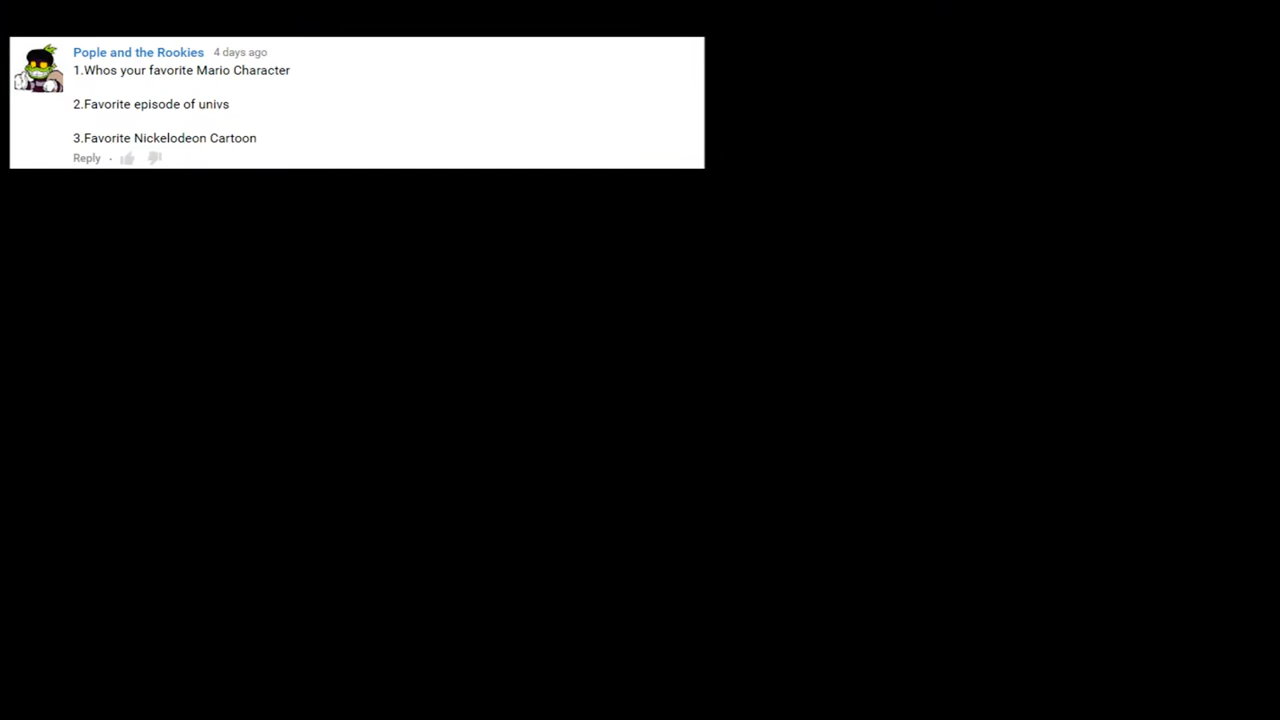 Pople and the Rookies 4 days ago
1.Whos your favorite Mario Character
2.Favorite episode of univs
3.Favorite Nickelodeon Cartoon
Reply ·